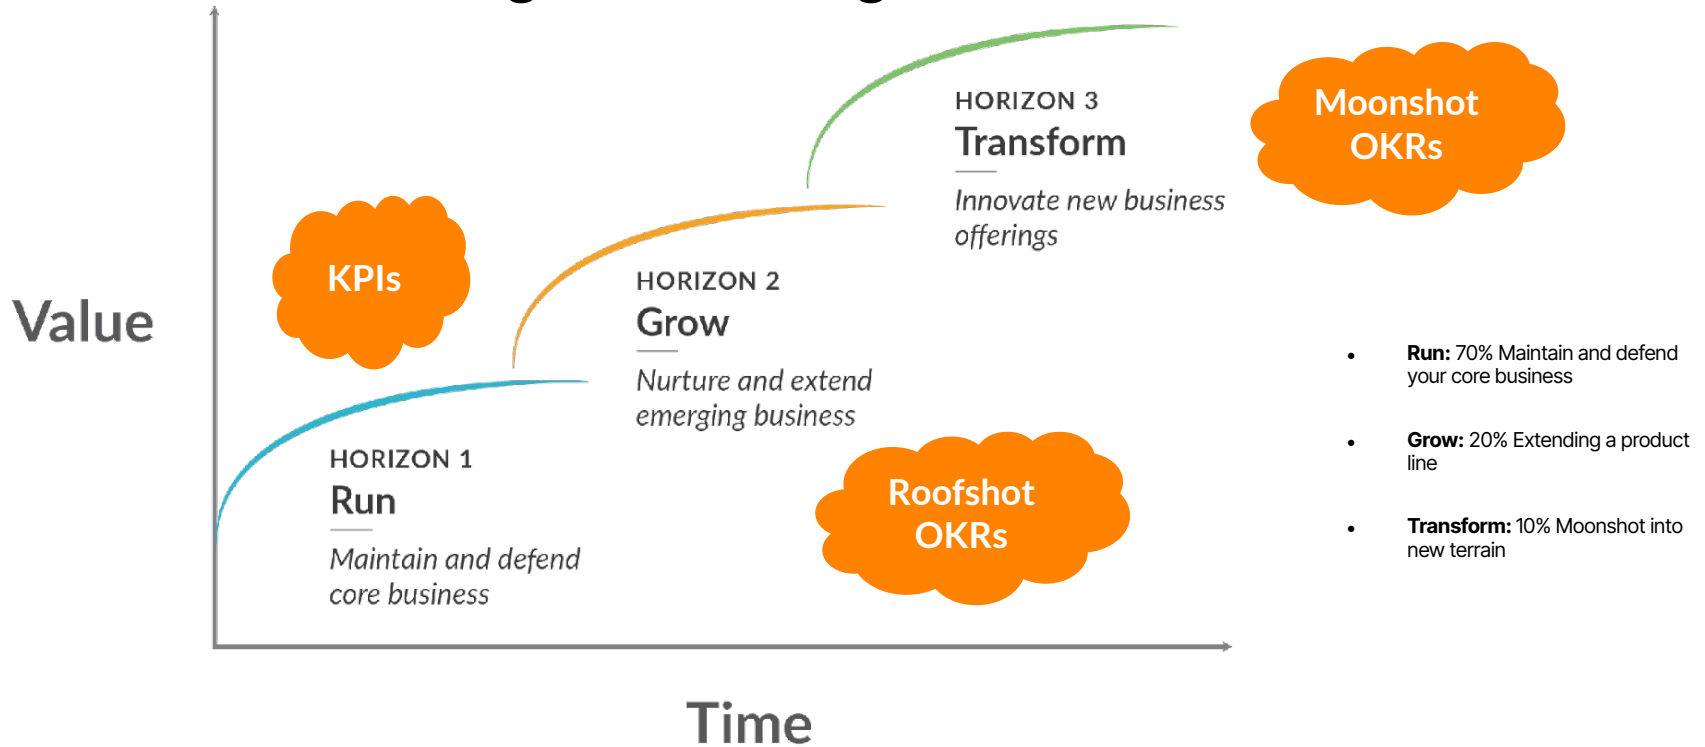 HORIZON 3
Transform
Innovate new business
offerings
Moonshot
OKRs
KPIs
HORIZON 2
Grow
Nurture and extend
emerging business
Value
HORIZON 1
Run
Maintain and defend
core business
Roofshot
OKRs
• Run: 70% Maintain and defend
your core business
• Grow: 20% Extending a product
line
• Transform: 10% Moonshot into
new terrain
Time